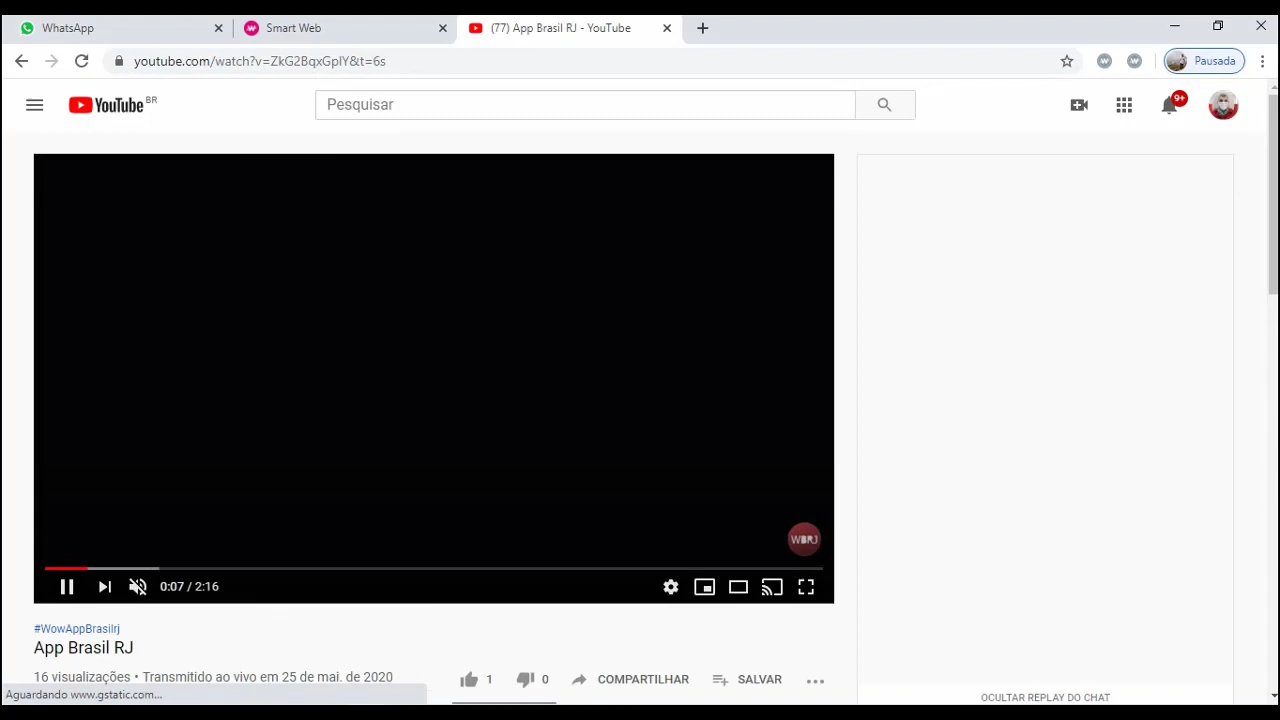 WhatsApp
Smart Web
(77) App Brasil RJ - YouTube
youtube.com/watch?v=ZkG2BqxGpIY&t=6s
Pausada
YouTube BR
Pesquisar
9+
WBRJ
0:07 / 2:16
#WowAppBrasilrj
App Brasil RJ
16 visualizações • Transmitido ao vivo em 25 de mai. de 2020
1
0
COMPARTILHAR
SALVAR
Aguardando www.gstatic.com...
OCULTAR REPLAY DO CHAT